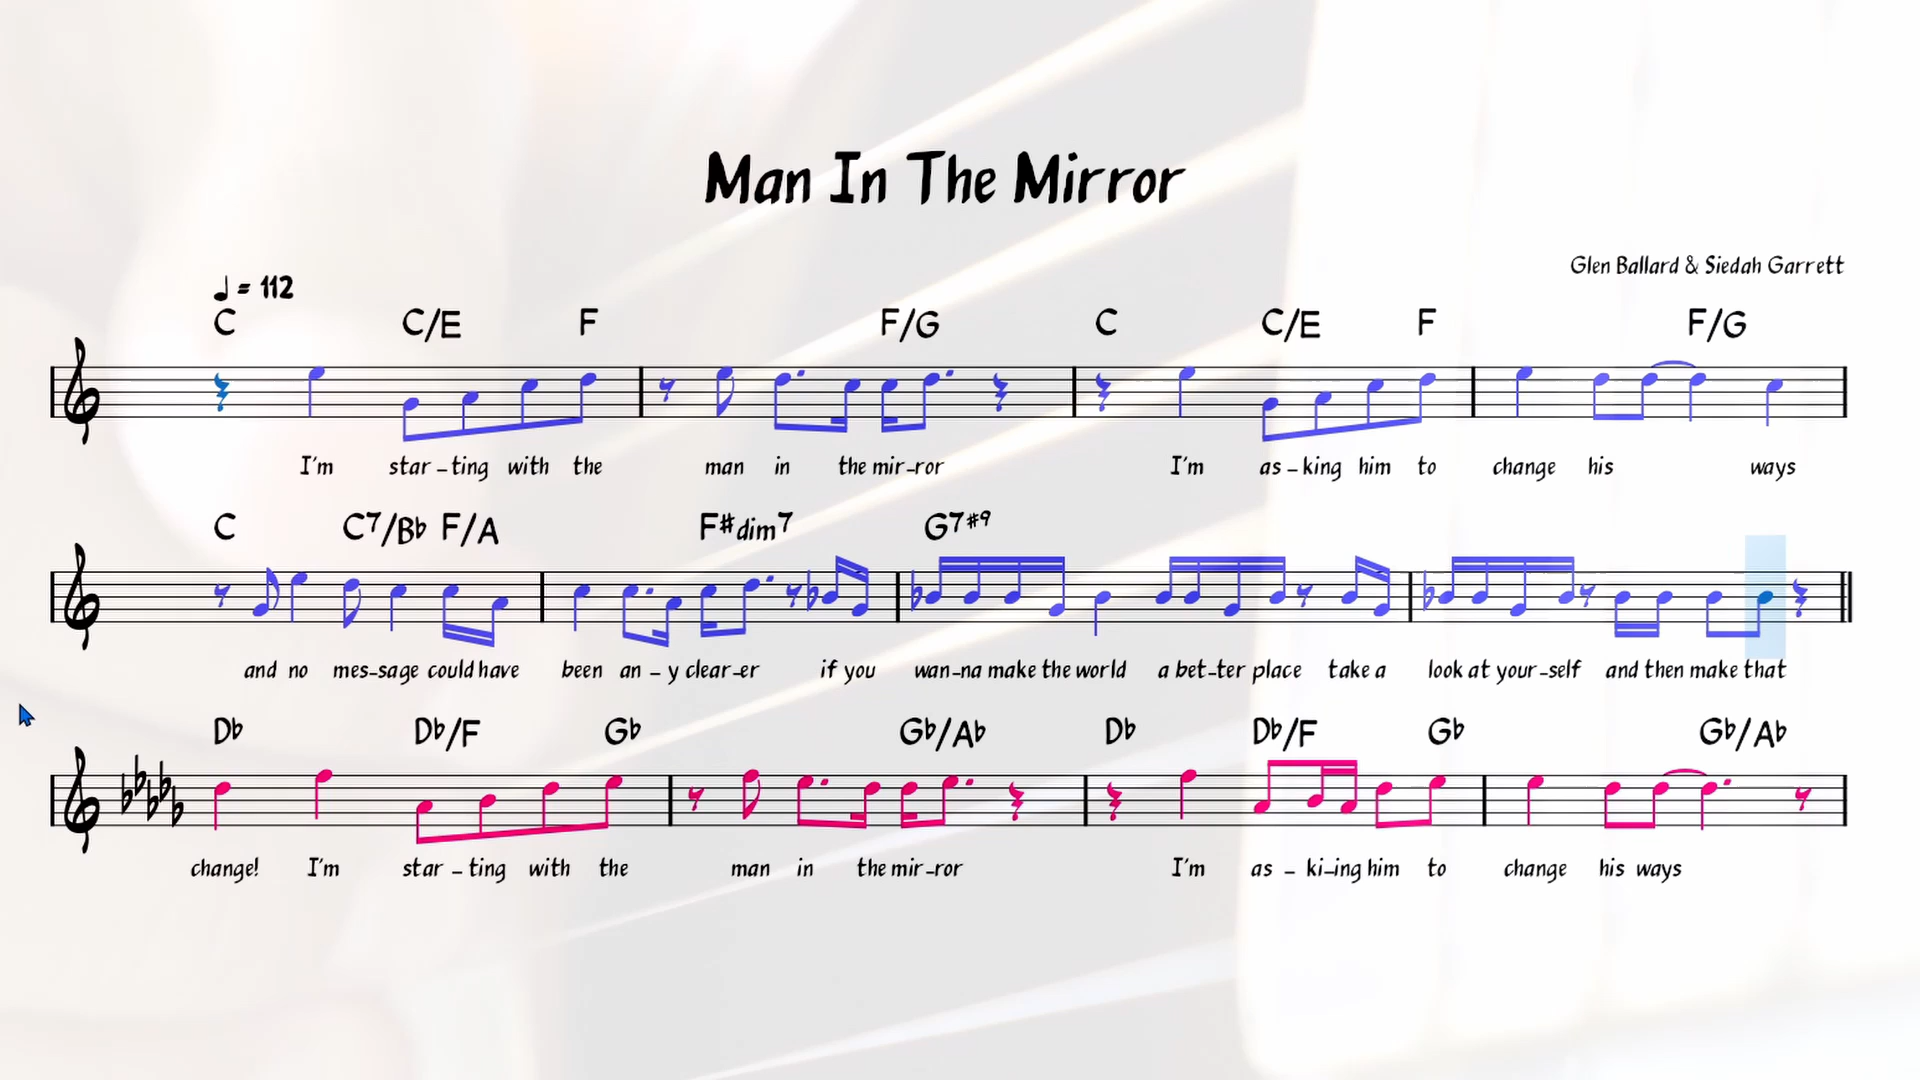 Man In The Mirror
Glen Ballard & Siedah Garrett
♩ = 112
C C/E F F/G C C/E F F/G
I'm star – ting with the man in the mir – ror I'm as – king him to change his ways
C C7/B♭ F/A F#dim7 G7#9
and no mes – sage could have been an – y clear – er if you wan – na make the world a bet – ter place take a look at your – self and then make that
D♭ D♭/F G♭ G♭/A♭ D♭ D♭/F G♭ G♭/A♭
change! I'm star – ting with the man in the mir – ror I'm as – ki – ing him to change his ways